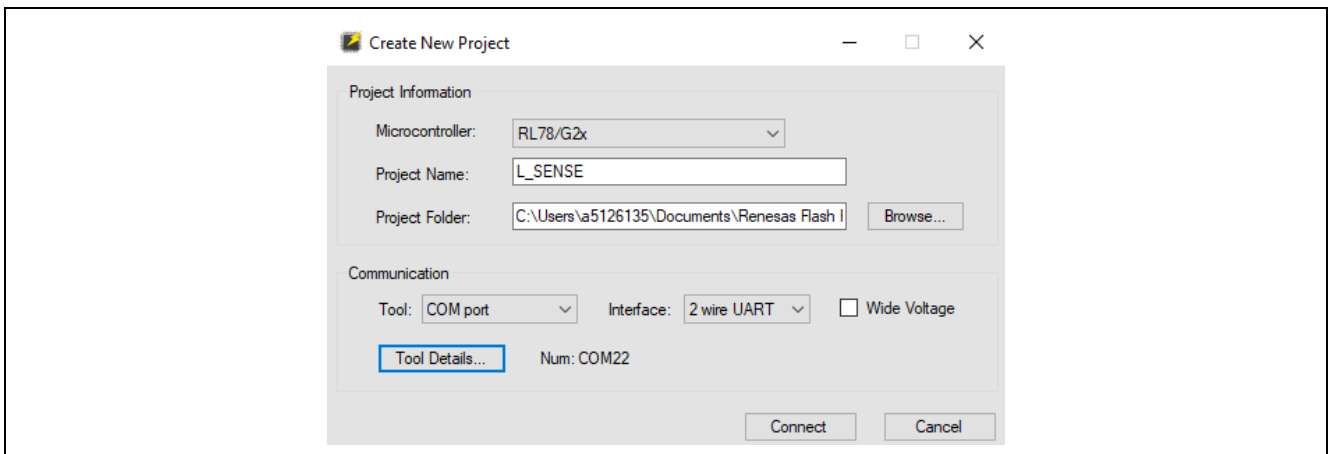 Create New Project
Project Information
Microcontroller: RL78/G2x
Project Name: L_SENSE
Project Folder: C:\Users\a5126135\Documents\Renesas Flash Browse...
Communication
Tool: COM port Interface: 2 wire UART Wide Voltage
Tool Details... Num: COM22
Connect Cancel